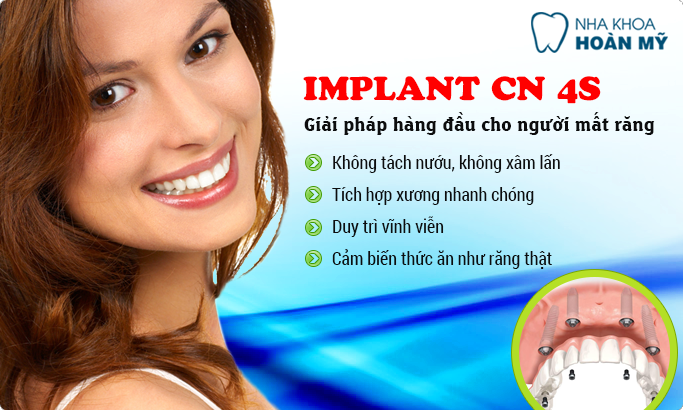 NHA KHOA
HOÀN MỸ
IMPLANT CN 4S
Giải pháp hàng đầu cho người mất răng
Không tách nướu, không xâm lấn
Tích hợp xương nhanh chóng
Duy trì vĩnh viễn
Cảm biến thức ăn như răng thật